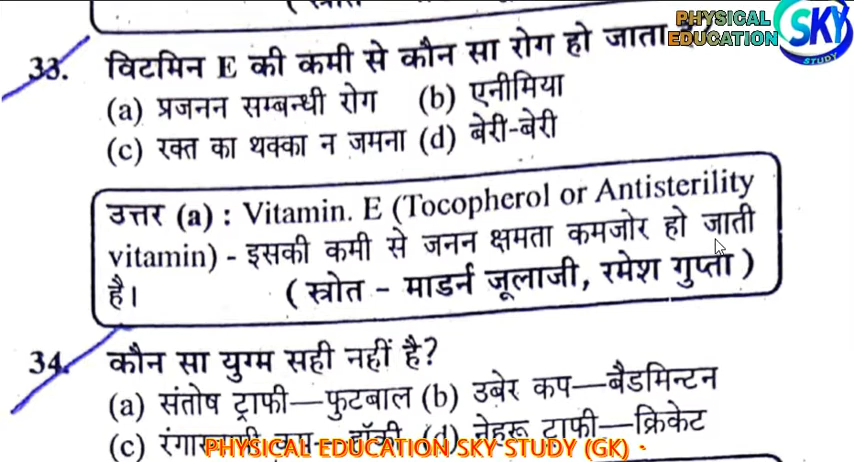 (स्त्रोत
PHYSICAL
EDUCATION
SKY
STUDY
33. विटमिन E की कमी से कौन सा रोग हो जाता
(a) प्रजनन सम्बन्धी रोग (b) एनीमिया
(c) रक्त का थक्का न जमना (d) बेरी-बेरी
उत्तर (a) : Vitamin. E (Tocopherol or Antisterility
vitamin) - इसकी कमी से जनन क्षमता कमजोर हो जाती
है। (स्त्रोत - माडर्न जूलाजी, रमेश गुप्ता)
34. कौन सा युग्म सही नहीं है?
(a) संतोष ट्राफी—फुटबाल (b) उबेर कप—बैडमिन्टन
(c) (d) नेहरू ट्राफी—क्रिकेट
PHYSICAL EDUCATION SKY STUDY (GK) -